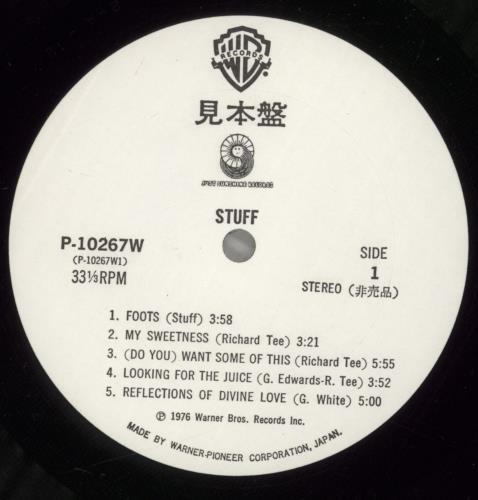 WB
RECORDS
見本盤
JUST SUNSHINE RECORDS
STUFF
P-10267W
(P-10267W1)
33⅓RPM
SIDE
1
STEREO (非売品)
1. FOOTS (Stuff) 3:58
2. MY SWEETNESS (Richard Tee) 3:21
3. (DO YOU) WANT SOME OF THIS (Richard Tee) 5:55
4. LOOKING FOR THE JUICE (G. Edwards-R. Tee) 3:52
5. REFLECTIONS OF DIVINE LOVE (G. White) 5:00
℗ 1976 Warner Bros. Records Inc.
MADE BY WARNER-PIONEER CORPORATION, JAPAN.